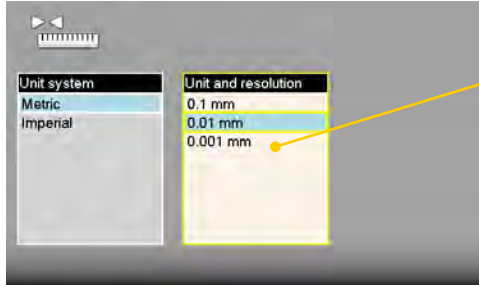 Unit system
Metric
Imperial
Unit and resolution
0.1 mm
0.01 mm
0.001 mm